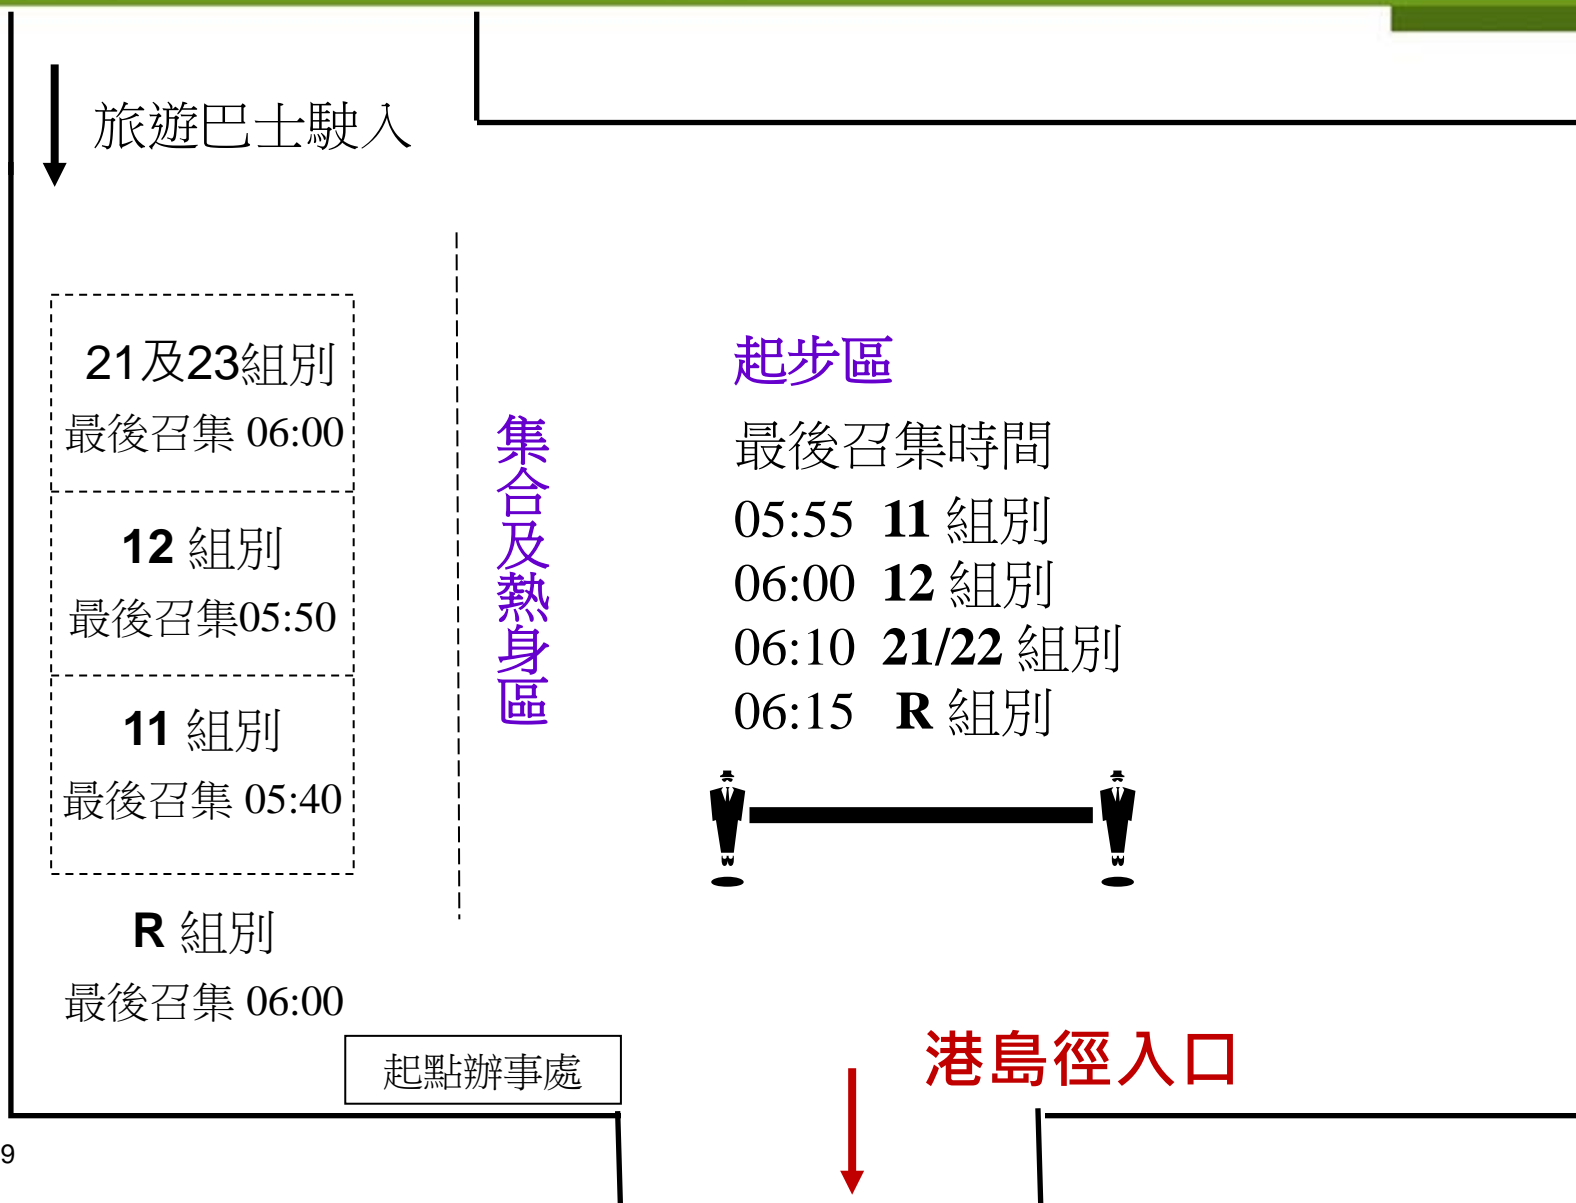 旅遊巴士駛入
21及23組別
最後召集 06:00
12 組別
最後召集05:50
11 組別
最後召集 05:40
R 組別
最後召集 06:00
集合及熱身區
起步區
最後召集時間
05:55 11 組別
06:00 12 組別
06:10 21/22 組別
06:15 R 組別
起點辦事處
港島徑入口
9